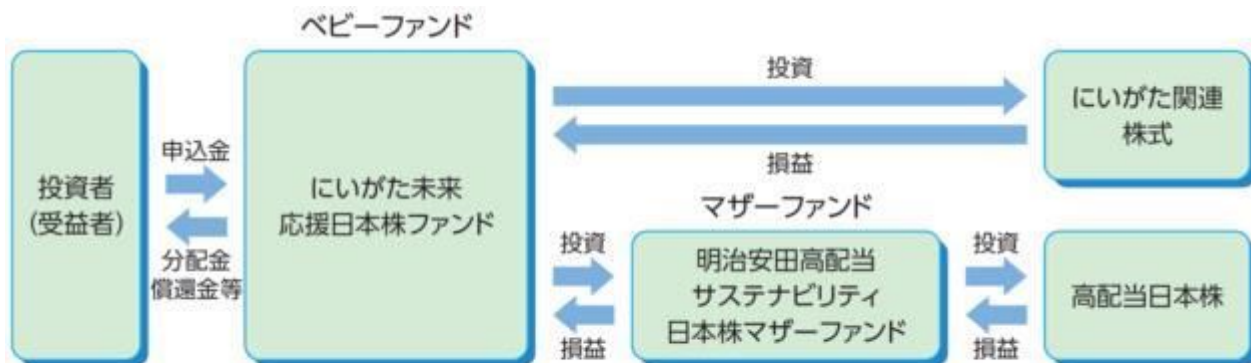 ベビーファンド
投資者
(受益者)
申込金
分配金
償還金等
にいがた未来
応援日本株ファンド
投資
損益
にいがた関連
株式
マザーファンド
投資
損益
明治安田高配当
サステナビリティ
日本株マザーファンド
投資
損益
高配当日本株